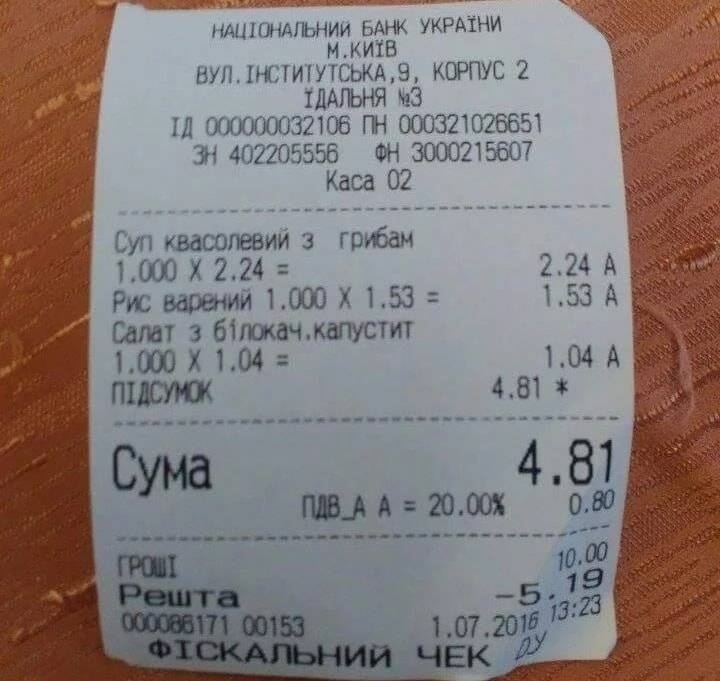 НАЦІОНАЛЬНИЙ БАНК УКРАЇНИ
М.КИЇВ
ВУЛ.ІНСТИТУТСЬКА,9, КОРПУС 2
ЇДАЛЬНЯ №3
ІД 000000032106 ПН 000321026651
ЗН 402205556 ФН 3000215607
Каса 02
Суп квасолевий з грибам
1.000 X 2.24 = 2.24 А
Рис варений 1.000 X 1.53 = 1.53 А
Салат з білокач.капустит
1.000 X 1.04 = 1.04 А
ПІДСУМОК 4.81 *
Сума 4.81
ПДВ_А А = 20.00% 0.80
ГРОШІ 10.00
Решта -5.19
000086171 00153 1.07.2016 13:23
ФІСКАЛЬНИЙ ЧЕК ОУ